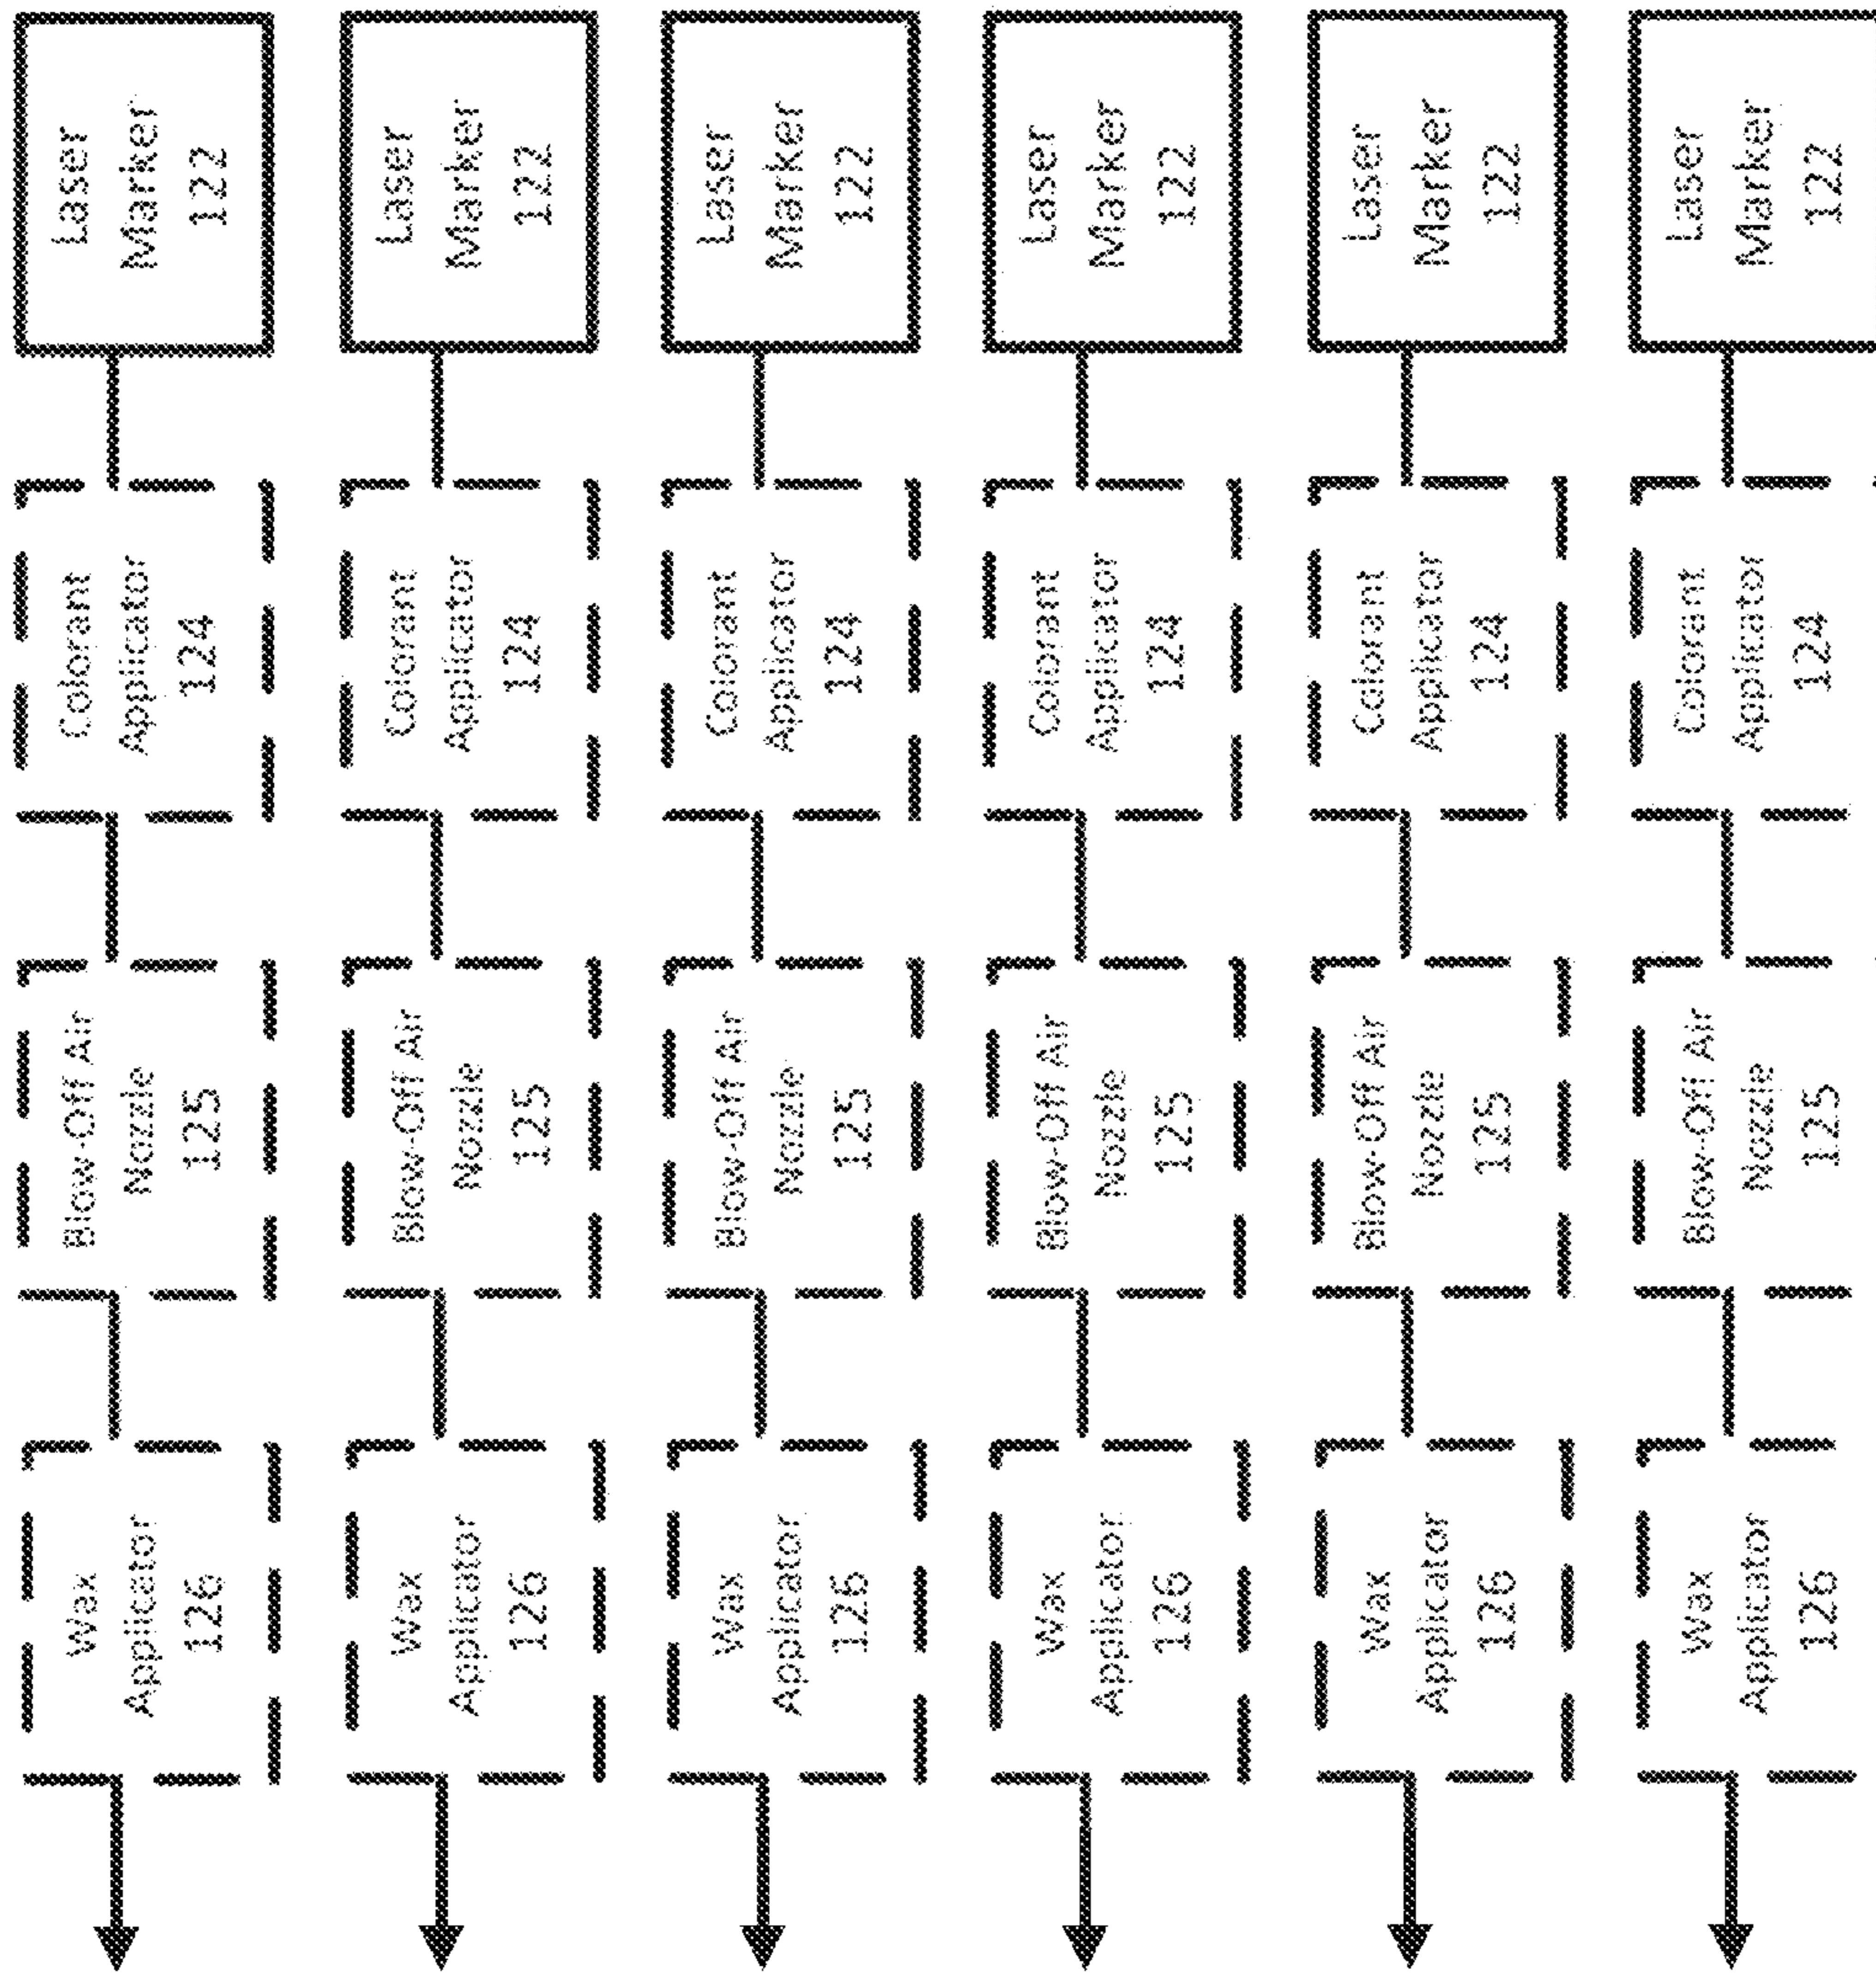 Wax
Applicator
126
Blow-Off Air
Nozzle
125
Colorant
Applicator
124
Laser
Marker
122
Wax
Applicator
126
Blow-Off Air
Nozzle
125
Colorant
Applicator
124
Laser
Marker
122
Wax
Applicator
126
Blow-Off Air
Nozzle
125
Colorant
Applicator
124
Laser
Marker
122
Wax
Applicator
126
Blow-Off Air
Nozzle
125
Colorant
Applicator
124
Laser
Marker
122
Wax
Applicator
126
Blow-Off Air
Nozzle
125
Colorant
Applicator
124
Laser
Marker
122
Wax
Applicator
126
Blow-Off Air
Nozzle
125
Colorant
Applicator
124
Laser
Marker
122